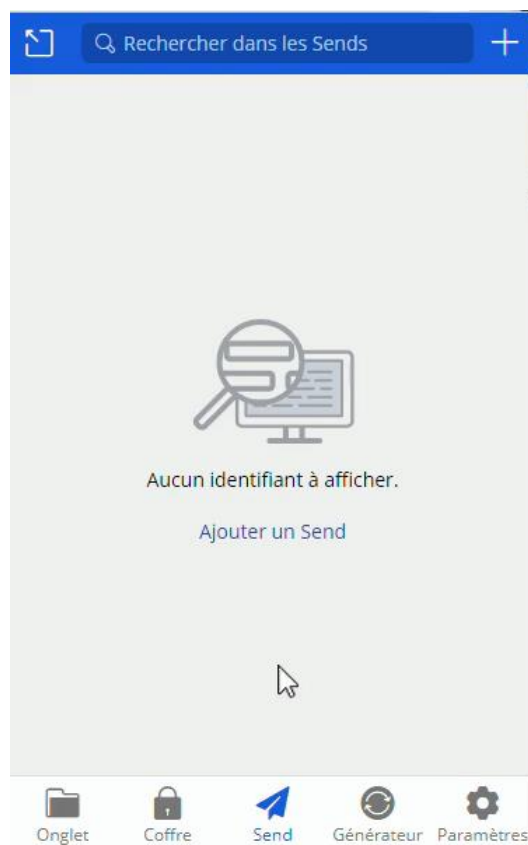 Rechercher dans les Sends
Aucun identifiant à afficher.
Ajouter un Send
Onglet Coffre Send Générateur Paramètres